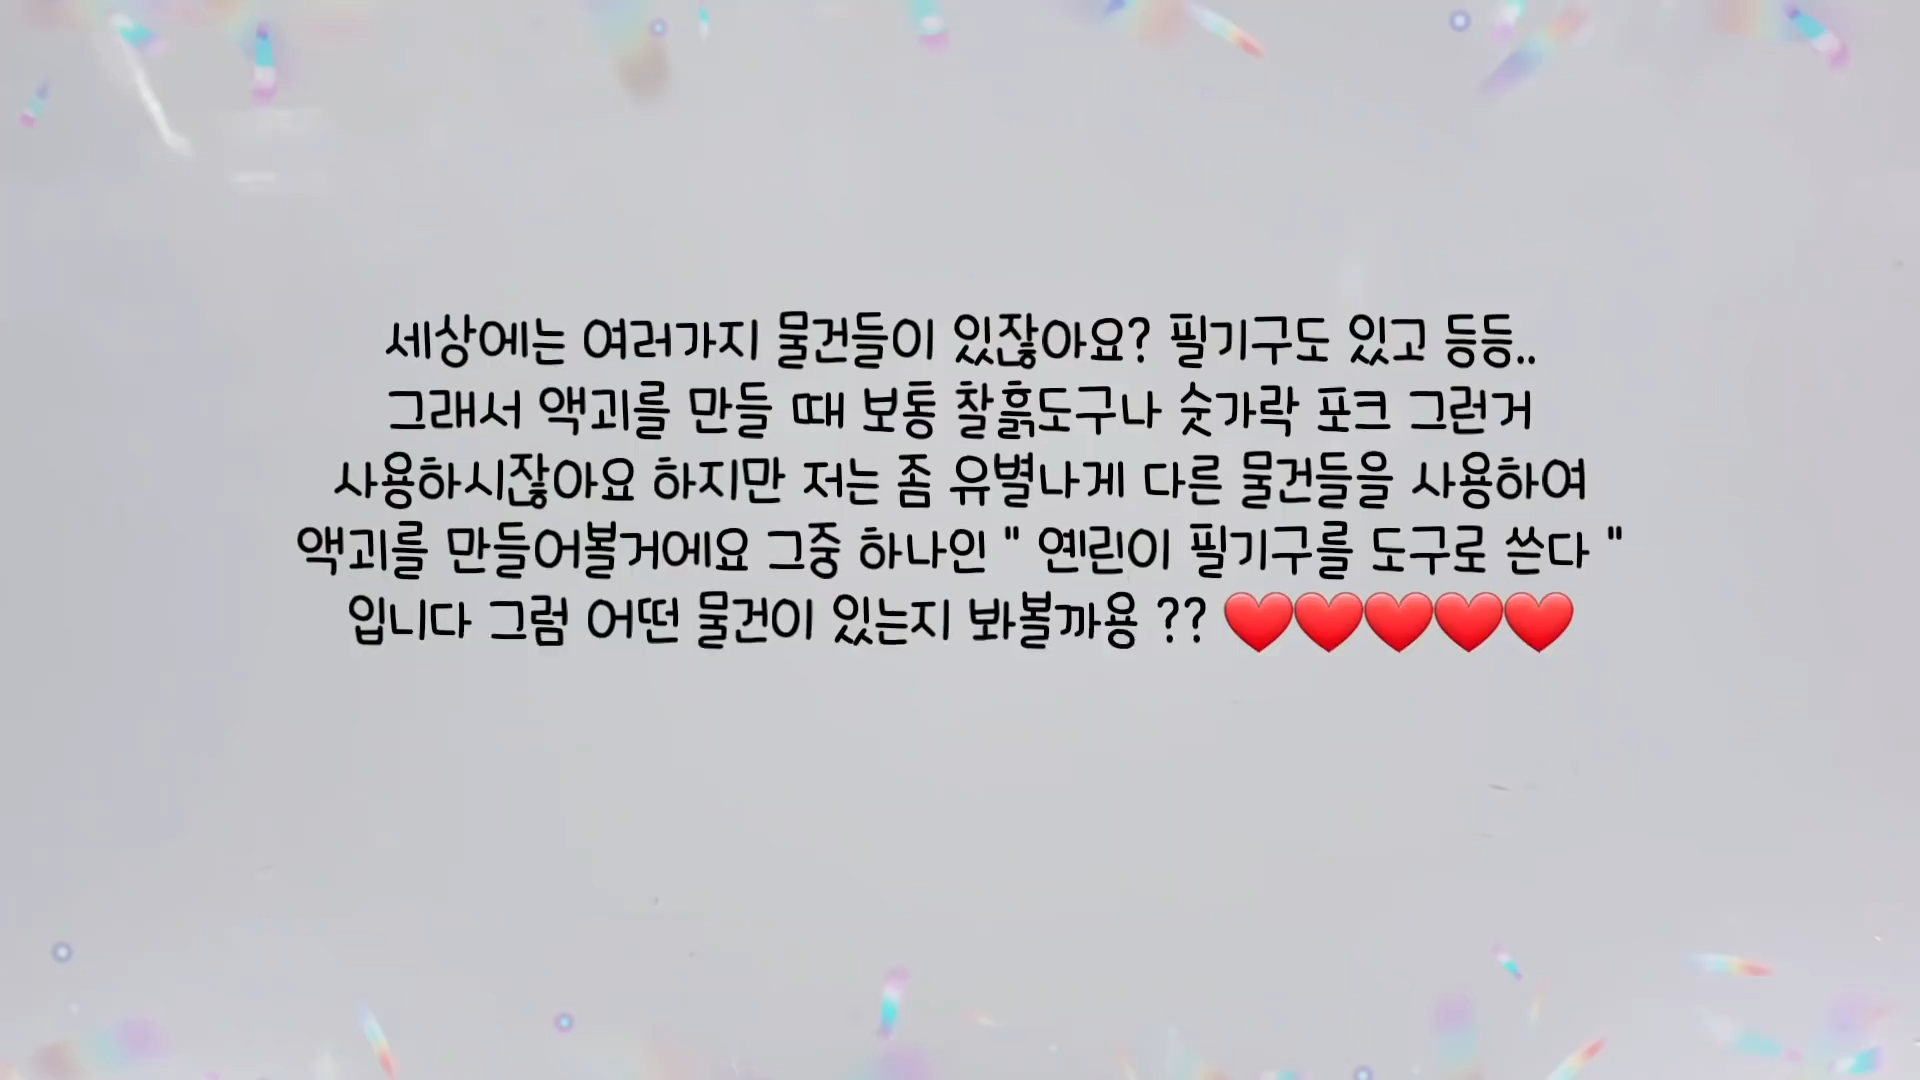 세상에는 여러가지 물건들이 있잖아요? 필기구도 있고 등등..
그래서 액괴를 만들 때 보통 찰흙도구나 숫가락 포크 그런거
사용하시잖아요 하지만 저는 좀 유별나게 다른 물건들을 사용하여
액괴를 만들어볼거에요 그중 하나인 " 옌린이 필기구를 도구로 쓴다 "
입니다 그럼 어떤 물건이 있는지 봐볼까용 ?? ❤️❤️❤️❤️❤️